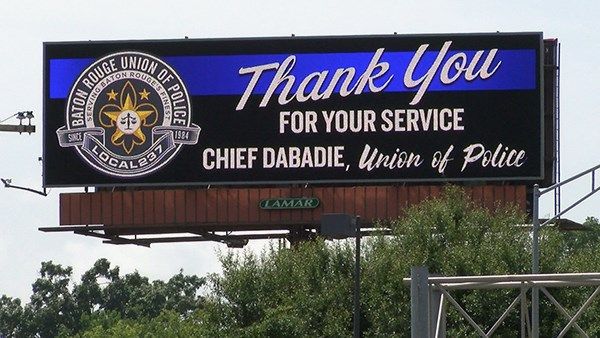 BATON ROUGE UNION OF POLICE
SERVING BATON ROUGE'S FINEST
SINCE 1984
LOCAL 237
Thank You
FOR YOUR SERVICE
CHIEF DABADIE, Union of Police
LAMAR